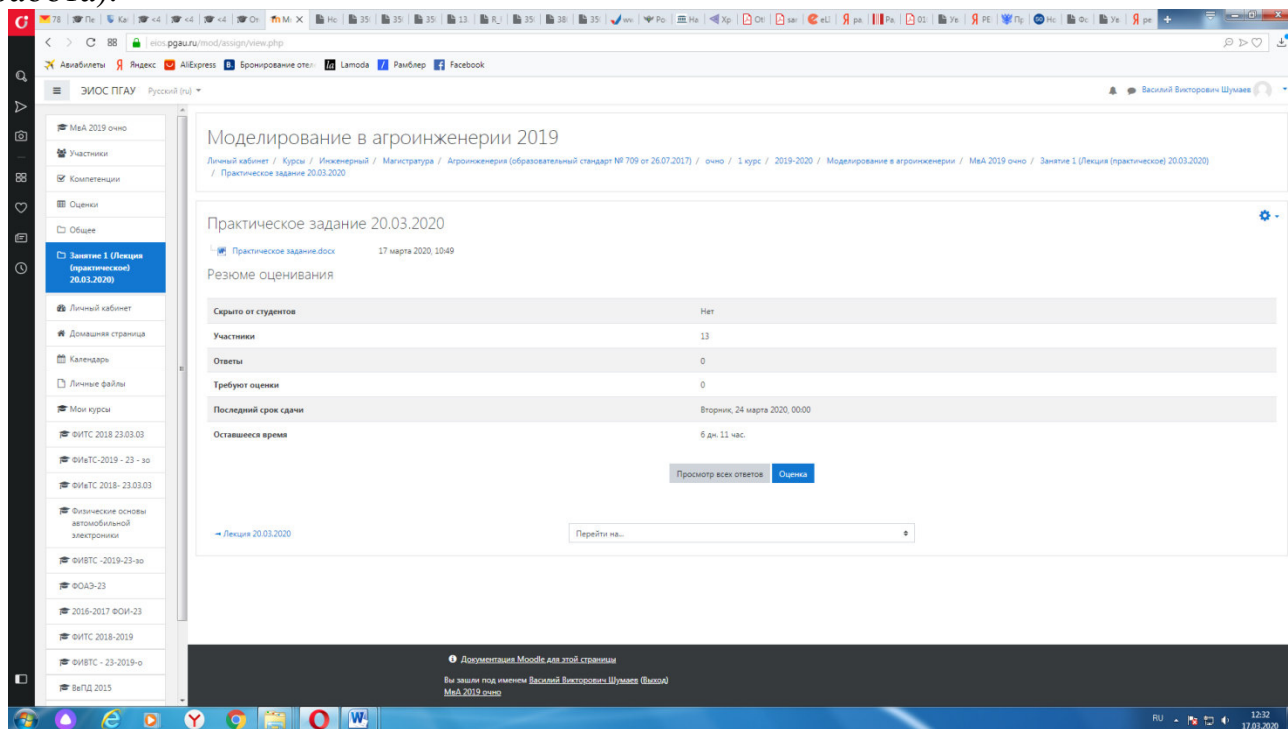 eios.pgau.ru/mod/assign/view.php
Авиабилеты Яндекс AliExpress Lamoda Рамблер Facebook
ЭИОС ПГАУ Русский (ru) Василий Викторович Шумаев
МвА 2019 очно
Участники
Компетенции
Оценки
Общее
Занятие 1 (Лекция
(практическое)
20.03.2020)
Личный кабинет
Домашняя страница
Календарь
Личные файлы
Мои курсы
ФИТС 2018 23.03.03
ФИвТС-2019 - 23 - зо
ФИвТС 2018- 23.03.03
Физические основы
автомобильной
электроники
ФИВТС -2019-23-зо
ФОАЭ-23
2016-2017 ФОИ-23
ФИТС 2018-2019
ФИВТС - 23-2019-о
ВвПД 2015
Моделирование в агроинженерии 2019
Личный кабинет / Курсы / Инженерный / Магистратура / Агроинженерия (образовательный стандарт № 709 от 26.07.2017) / очно / 1 курс / 2019-2020 / Моделирование в агроинженерии / МвА 2019 очно / Занятие 1 (Лекция (практическое) 20.03.2020)
/ Практическое задание 20.03.2020
Практическое задание 20.03.2020
Практическое задание.docx 17 марта 2020, 10:49
Резюме оценивания
Скрыто от студентов Нет
Участники 13
Ответы 0
Требуют оценки 0
Последний срок сдачи Вторник, 24 марта 2020, 00:00
Оставшееся время 6 дн. 11 час.
Просмотр всех ответов Оценка
Лекция 20.03.2020 Перейти на...
Документация Moodle для этой страницы
Вы зашли под именем Василий Викторович Шумаев (Выход)
МвА 2019 очно
RU 12:32
17.03.2020